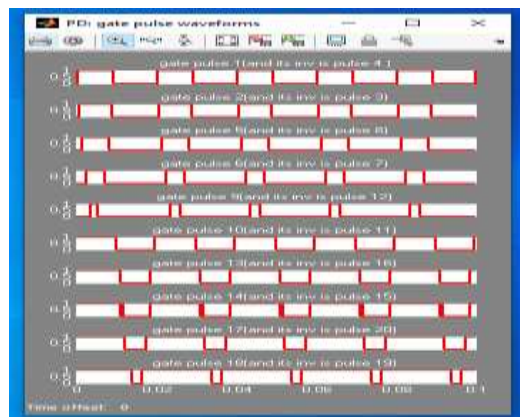 PD: gate pulse waveforms
gate pulse 1(and its inv is pulse 4 )
gate pulse 2(and its inv is pulse 3)
gate pulse 5(and its inv is pulse 8)
gate pulse 6(and its inv is pulse 7)
gate pulse 9(and its inv is pulse 12)
gate pulse 10(and its inv is pulse 11)
gate pulse 13(and its inv is pulse 16)
gate pulse 14(and its inv is pulse 15)
gate pulse 17(and its inv is pulse 20)
gate pulse 18(and its inv is pulse 19)
0 0.02 0.04 0.06 0.08 0.1
Time offset: 0